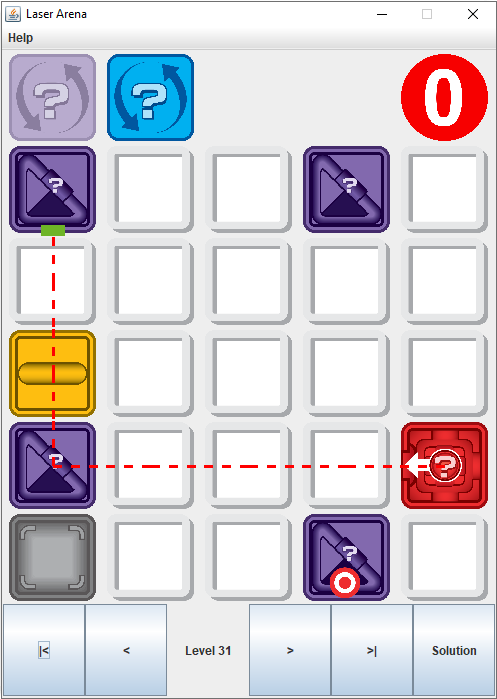 Laser Arena
Help
? ? 0
? ?
? ?
?
|< < Level 31 > >| Solution